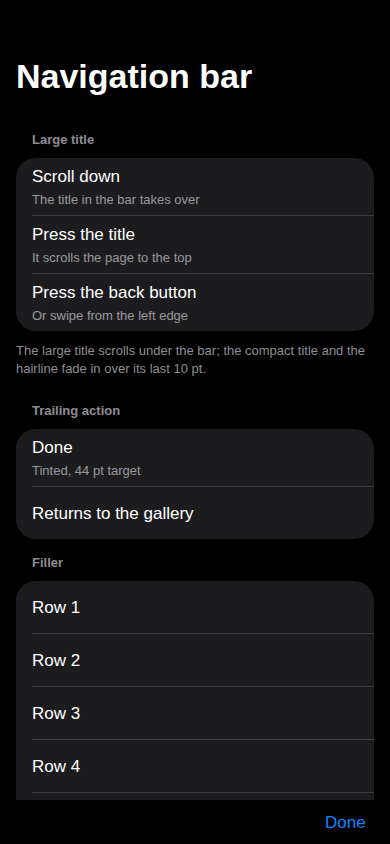 Navigation bar
Large title
Scroll down
The title in the bar takes over
Press the title
It scrolls the page to the top
Press the back button
Or swipe from the left edge
The large title scrolls under the bar; the compact title and the
hairline fade in over its last 10 pt.
Trailing action
Done
Tinted, 44 pt target
Returns to the gallery
Filler
Row 1
Row 2
Row 3
Row 4
Done